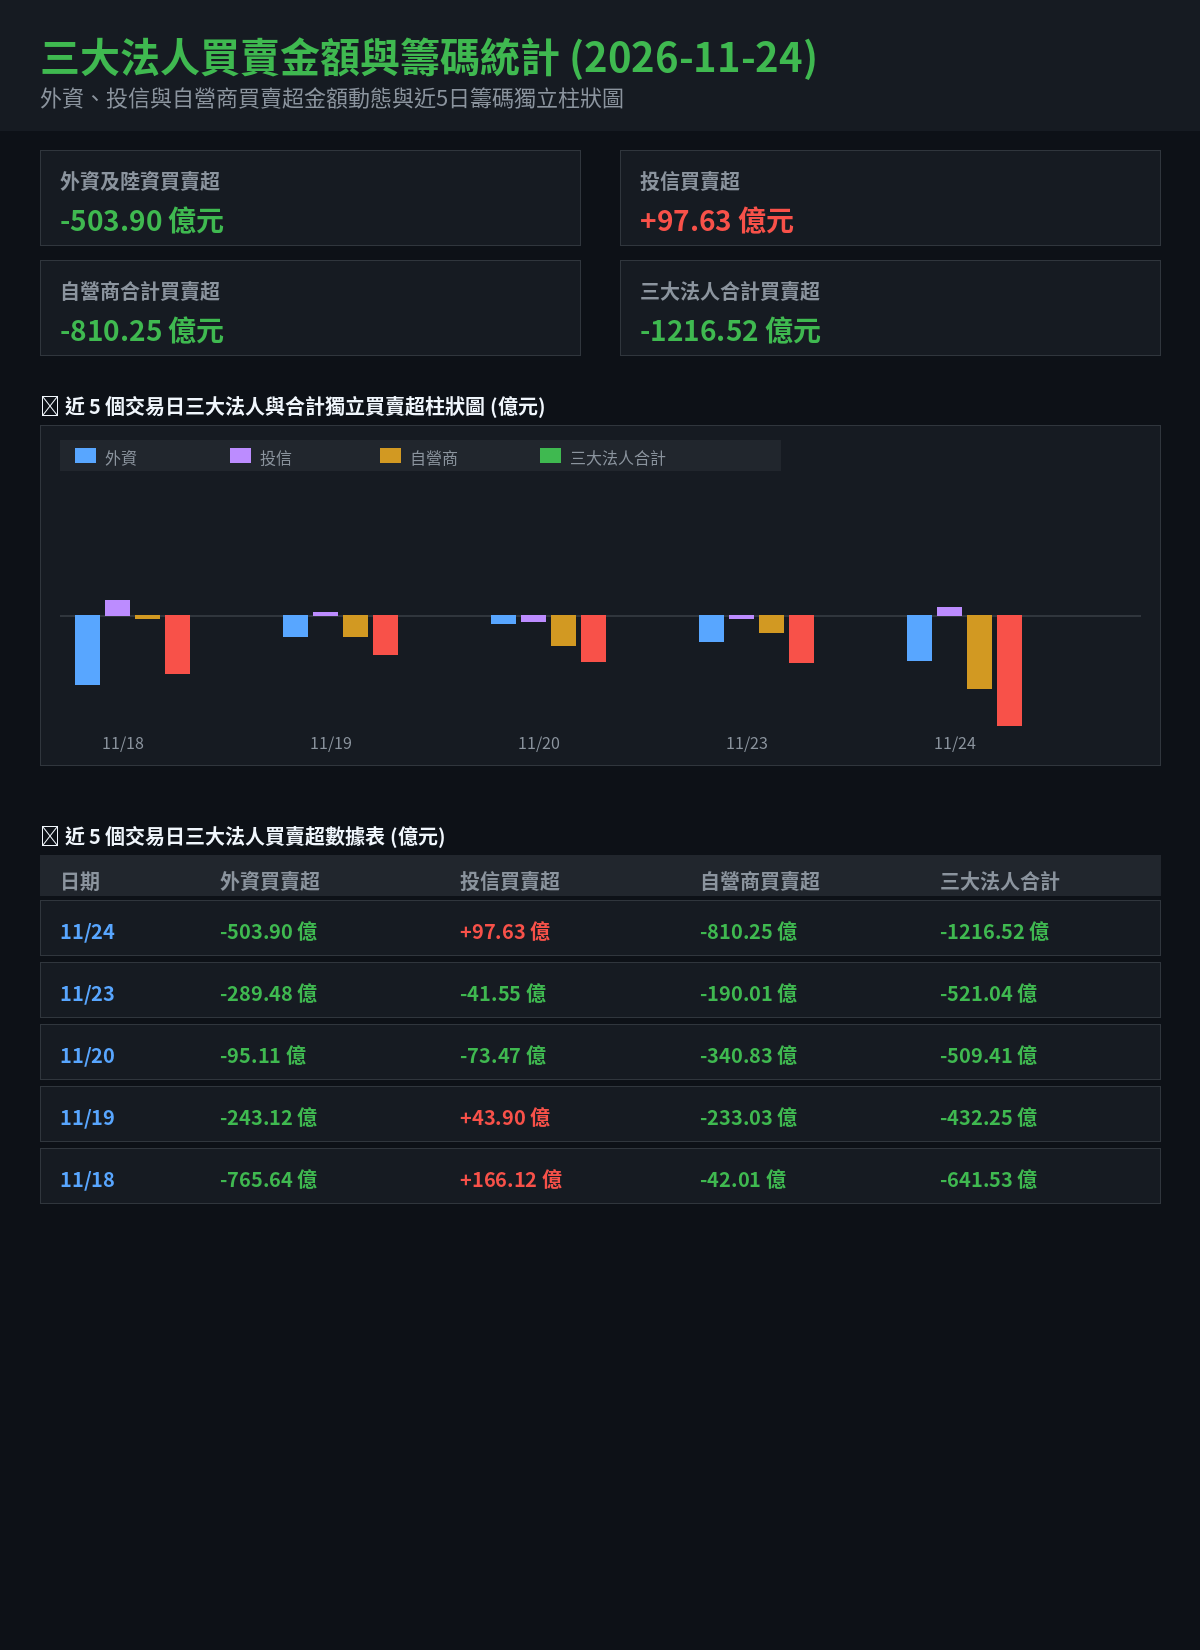 三大法人買賣金額與籌碼統計 (2026-11-24)
外資、投信與自營商買賣超金額動態與近5日籌碼獨立柱狀圖
外資及陸資買賣超
-503.90 億元
投信買賣超
+97.63 億元
自營商合計買賣超
-810.25 億元
三大法人合計買賣超
-1216.52 億元
近 5 個交易日三大法人與合計獨立買賣超柱狀圖 (億元)
外資 投信 自營商 三大法人合計
11/18 11/19 11/20 11/23 11/24
近 5 個交易日三大法人買賣超數據表 (億元)
日期 外資買賣超 投信買賣超 自營商買賣超 三大法人合計
11/24 -503.90 億 +97.63 億 -810.25 億 -1216.52 億
11/23 -289.48 億 -41.55 億 -190.01 億 -521.04 億
11/20 -95.11 億 -73.47 億 -340.83 億 -509.41 億
11/19 -243.12 億 +43.90 億 -233.03 億 -432.25 億
11/18 -765.64 億 +166.12 億 -42.01 億 -641.53 億